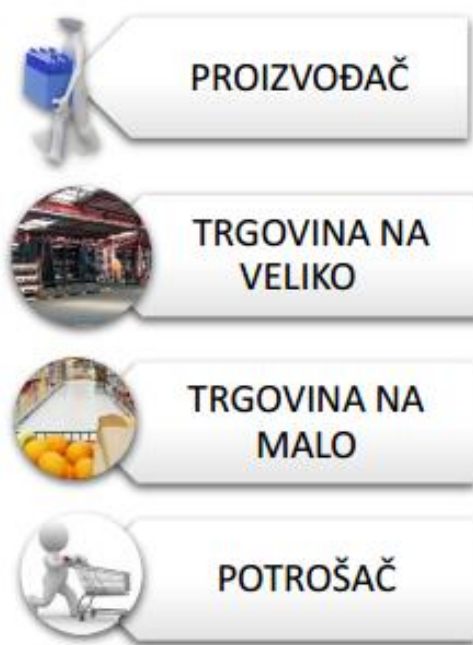 PROIZVOĐAČ
TRGOVINA NA
VELIKO
TRGOVINA NA
MALO
POTROŠAČ